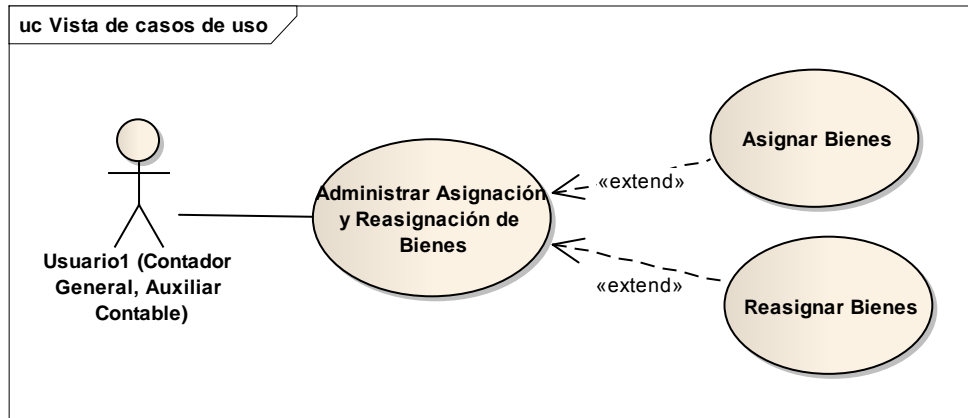 uc Vista de casos de uso
Asignar Bienes
«extend»
Administrar Asignación
y Reasignación de
Bienes
Usuario1 (Contador
General, Auxiliar
Contable)
«extend»
Reasignar Bienes